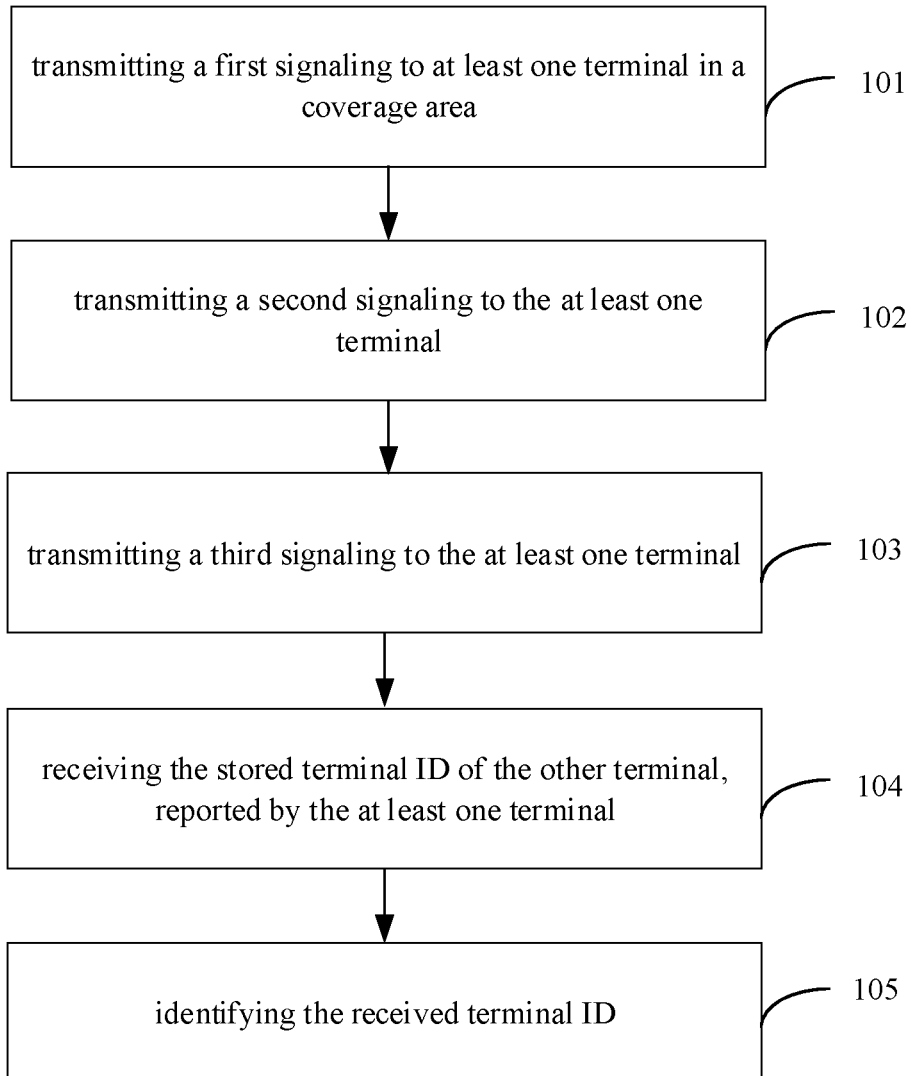 transmitting a first signaling to at least one terminal in a
coverage area
101
transmitting a second signaling to the at least one
terminal
102
transmitting a third signaling to the at least one terminal
103
receiving the stored terminal ID of the other terminal,
reported by the at least one terminal
104
identifying the received terminal ID
105